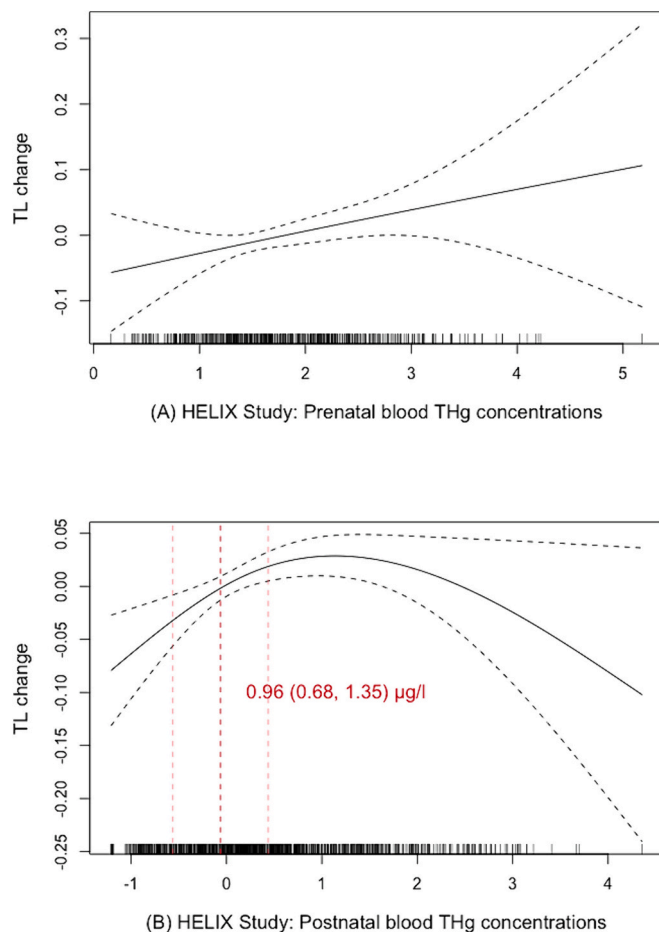 0.3
0.2
0.1
0.0
-0.1
TL change
0 1 2 3 4 5
(A) HELIX Study: Prenatal blood THg concentrations
0.05
0.00
-0.05
-0.10
-0.15
-0.20
-0.25
TL change
0.96 (0.68, 1.35) µg/l
-1 0 1 2 3 4
(B) HELIX Study: Postnatal blood THg concentrations